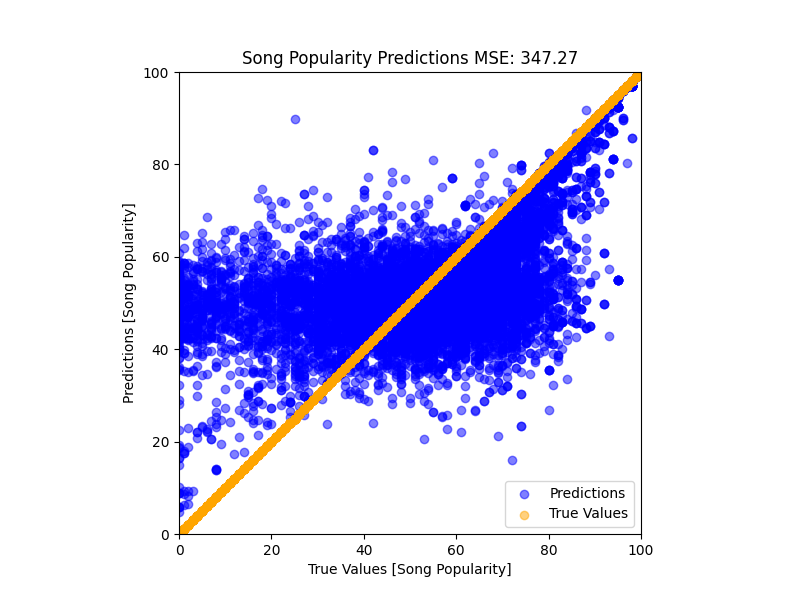 Song Popularity Predictions MSE: 347.27
100
80
60
40
20
0
Predictions [Song Popularity]
0 20 40 60 80 100
True Values [Song Popularity]
Predictions
True Values